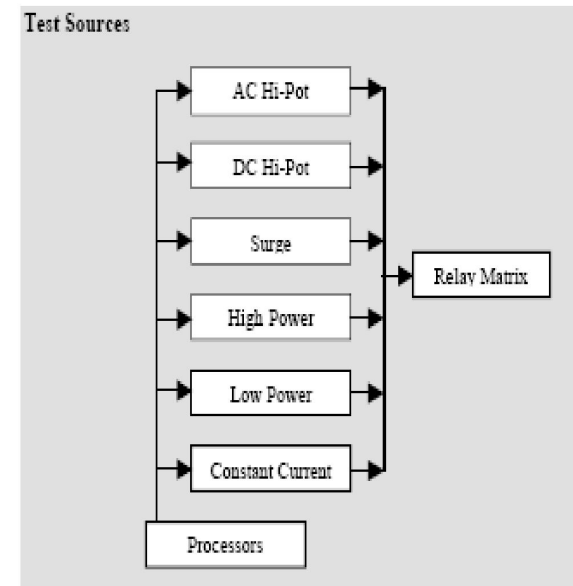 Test Sources
AC Hi-Pot
DC Hi-Pot
Surge
High Power
Relay Matrix
Low Power
Constant Current
Processors